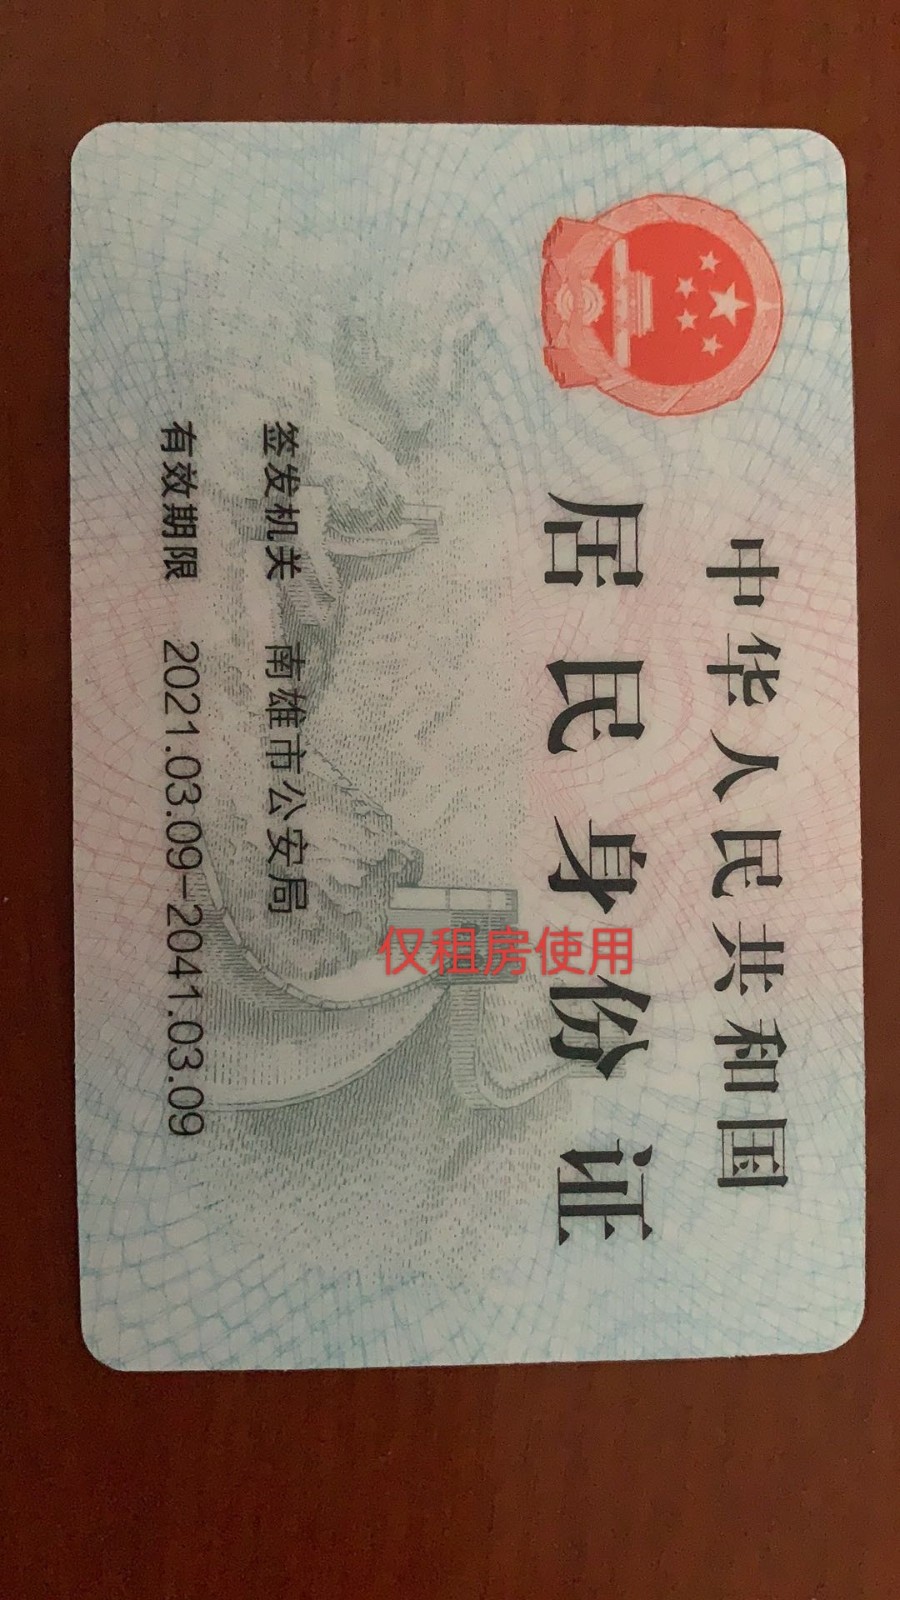 中华人民共和国
居民身份证
仅租房使用
签发机关 南雄市公安局
有效期限 2021.03.09-2041.03.09